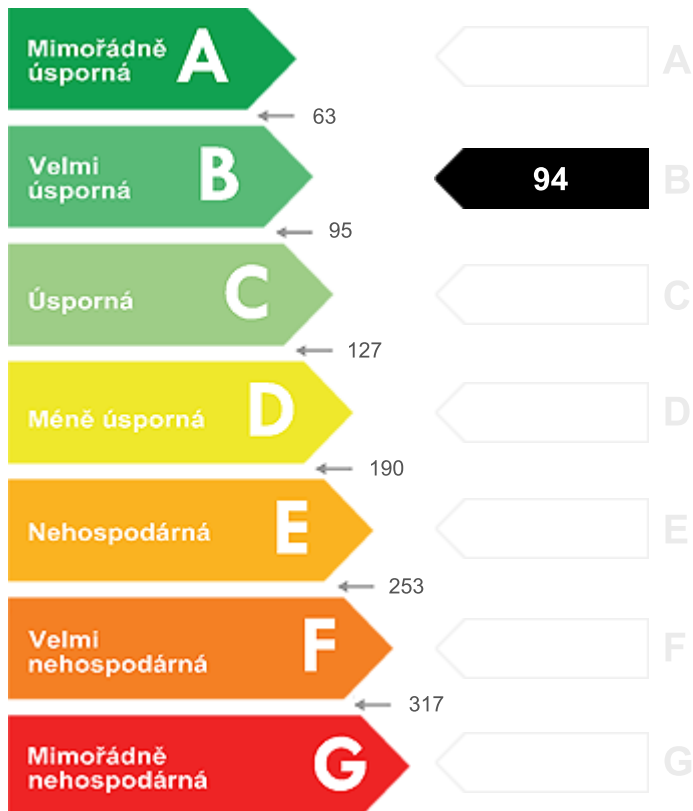 Mimořádně
úsporná
A
A
63
Velmi
úsporná
B
94
B
95
Úsporná
C
C
127
Méně úsporná
D
D
190
Nehospodárná
E
E
253
Velmi
nehospodárná
F
F
317
Mimořádně
nehospodárná
G
G